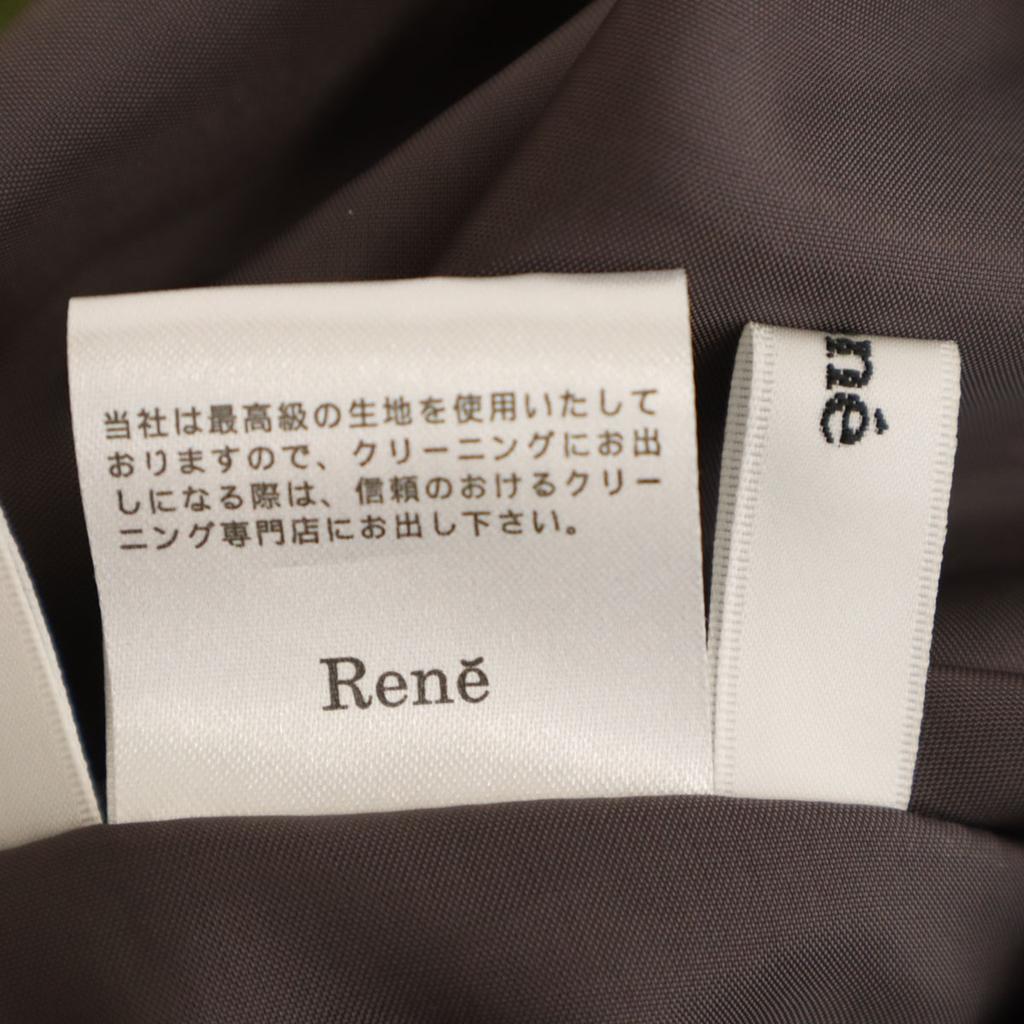 当社は最高級の生地を使用いたして
おりますので、クリーニングにお出
しになる際は、信頼のおけるクリー
ニング専門店にお出し下さい。
Renĕ
né